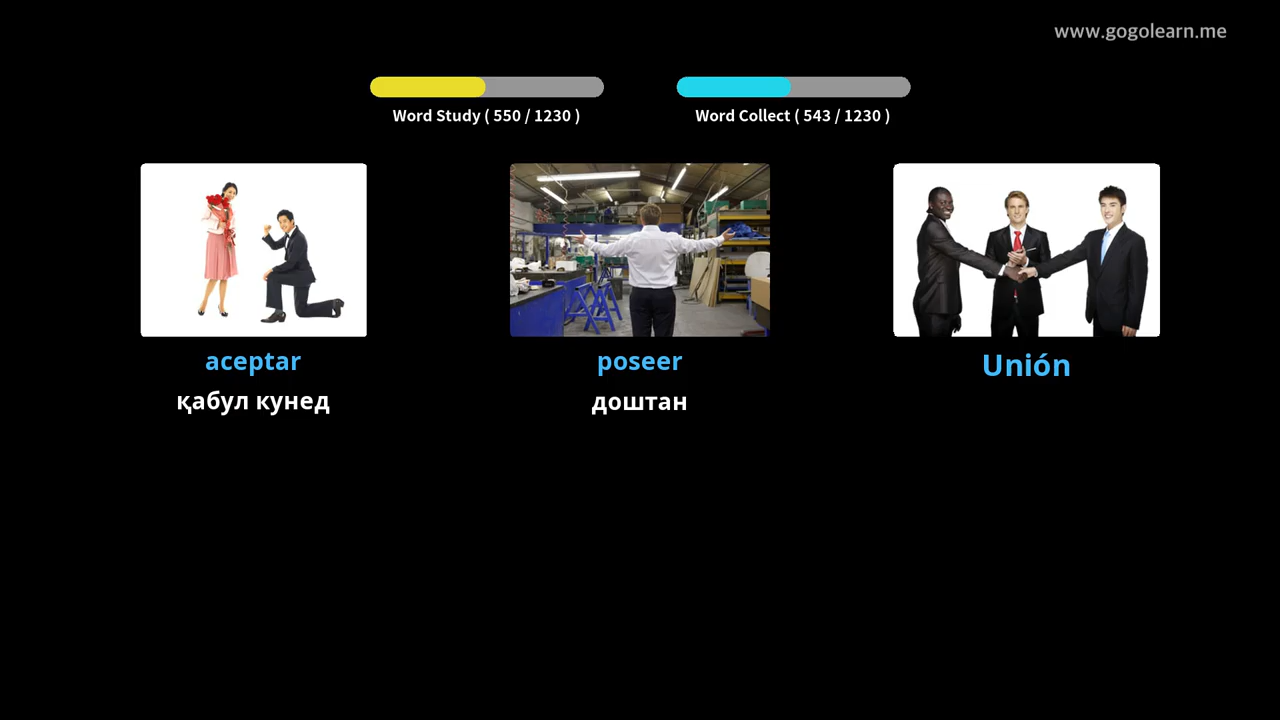 www.gogolearn.me
Word Study ( 550 / 1230 )
Word Collect ( 543 / 1230 )
aceptar
қабул кунед
poseer
доштан
Unión